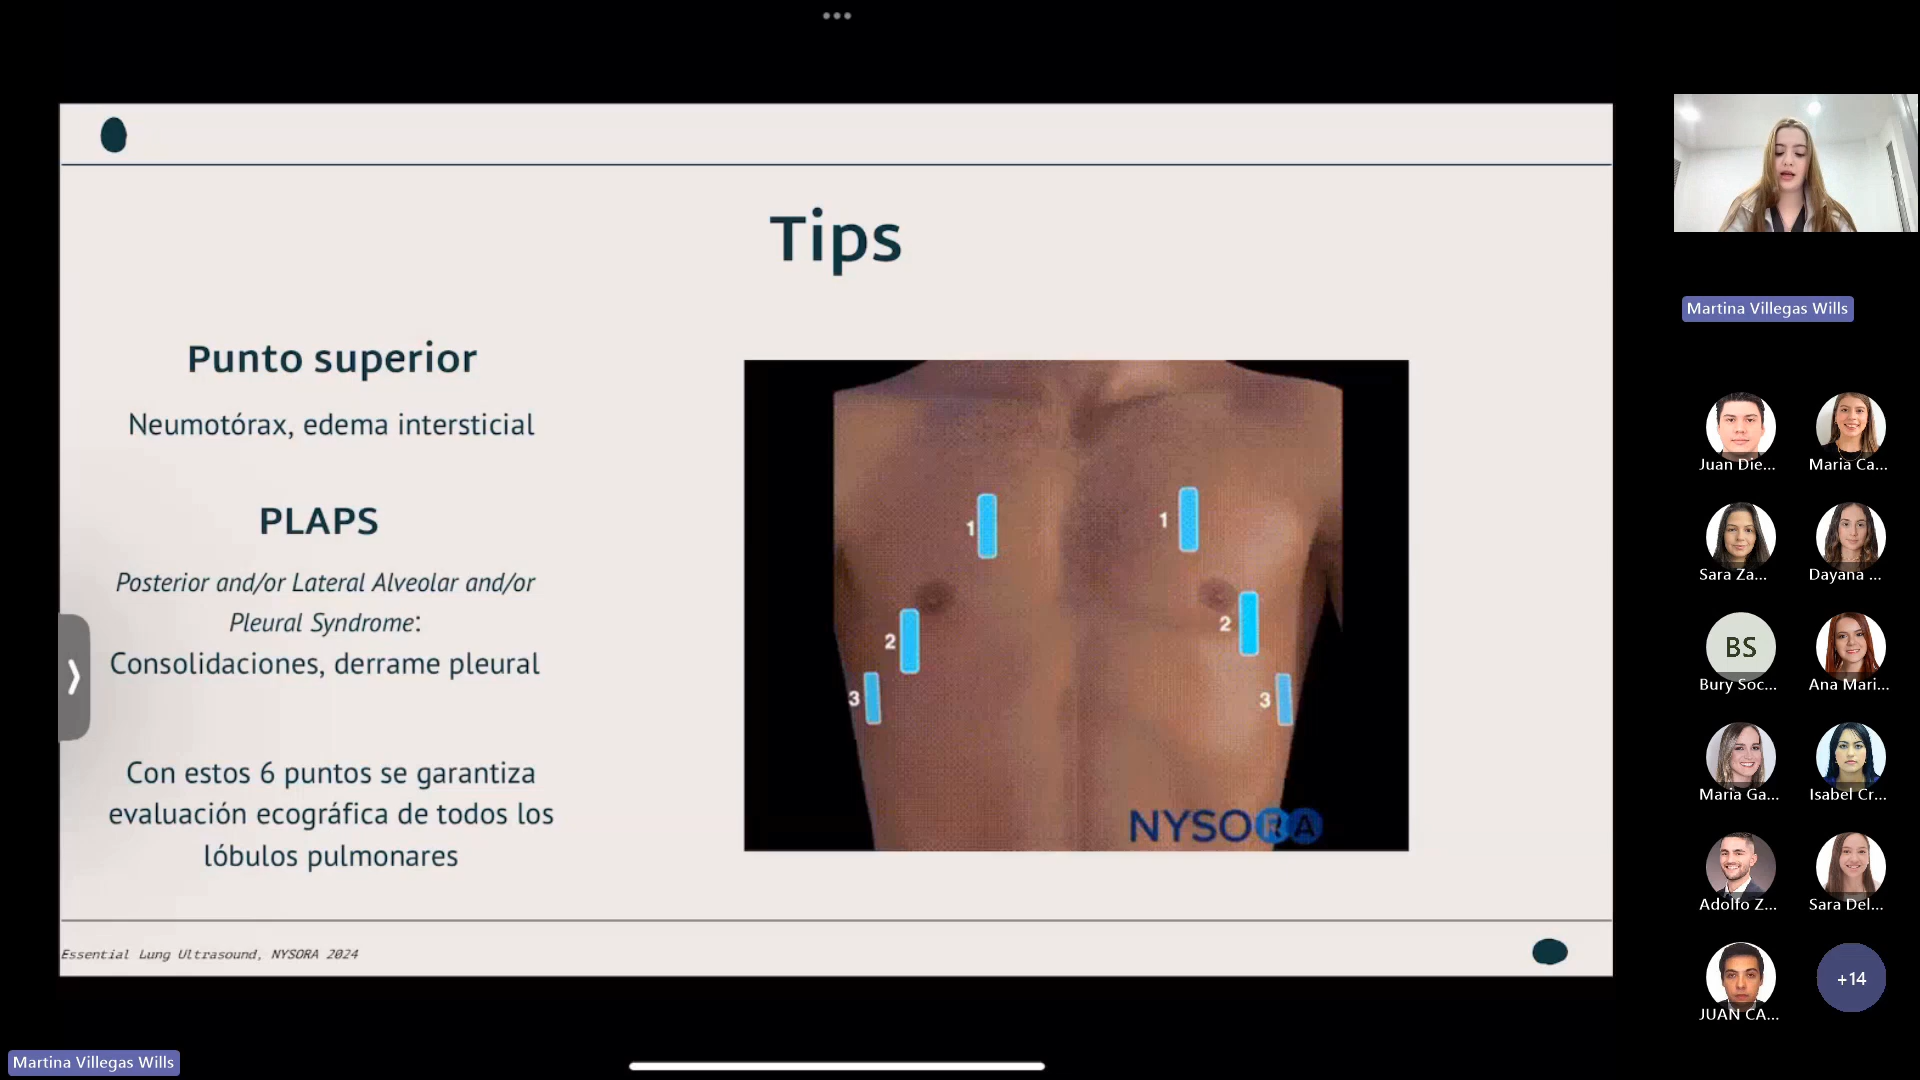 Tips
Punto superior
Neumotórax, edema intersticial
PLAPS
Posterior and/or Lateral Alveolar and/or
Pleural Syndrome:
Consolidaciones, derrame pleural
Con estos 6 puntos se garantiza
evaluación ecográfica de todos los
lóbulos pulmonares
1
1
2
2
3
3
NYSORA
Essential Lung Ultrasound, NYSORA 2024
Martina Villegas Wills
Martina Villegas Wills
Juan Die...
Maria Ca...
Sara Za...
Dayana ...
BS
Bury Soc...
Ana Mari...
Maria Ga...
Isabel Cr...
Adolfo Z...
Sara Del...
JUAN CA...
+14